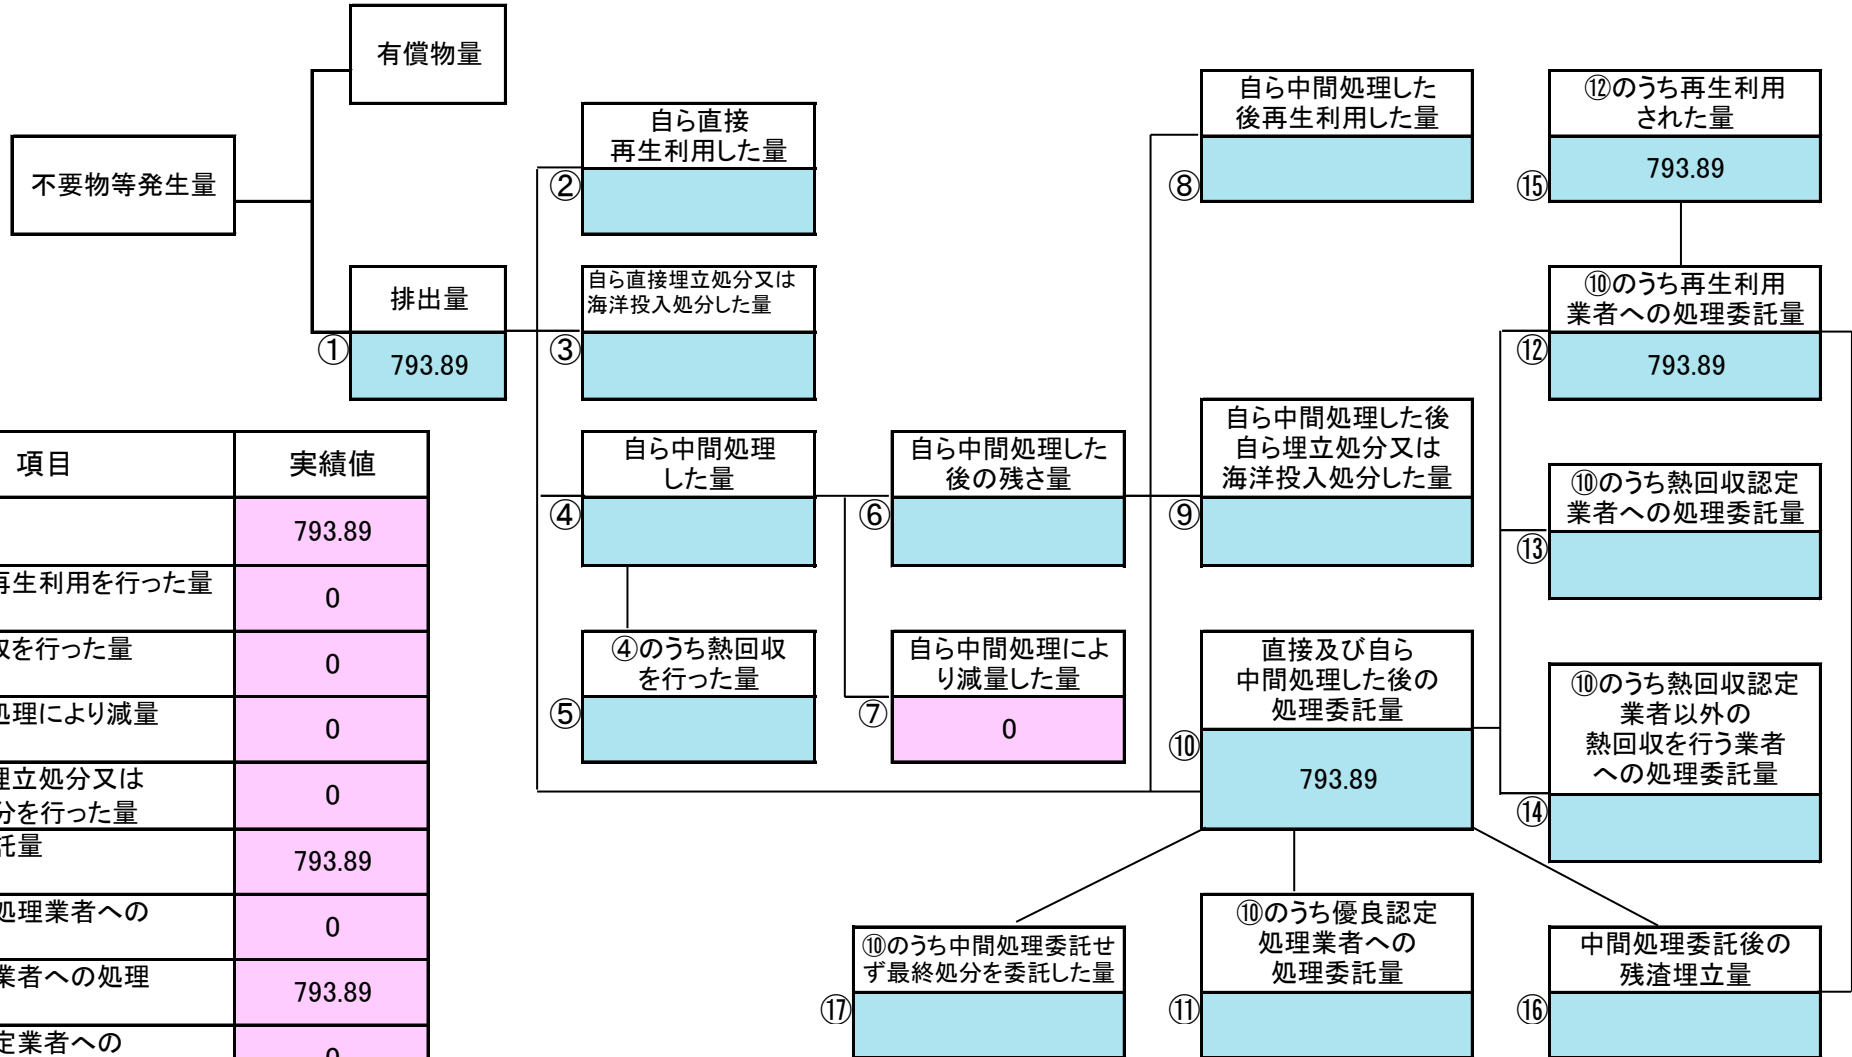 有償物量
不要物等発生量
排出量
①
793.89
自ら直接
再生利用した量
②
自ら直接埋立処分又は
海洋投入処分した量
③
自ら中間処理
した量
④
④のうち熱回収
を行った量
⑤
自ら中間処理した
後の残さ量
⑥
自ら中間処理によ
り減量した量
⑦
0
自ら中間処理した
後再生利用した量
⑧
自ら中間処理した後
自ら埋立処分又は
海洋投入処分した量
⑨
直接及び自ら
中間処理した後の
処理委託量
⑩
793.89
⑫のうち再生利用
された量
793.89
⑮
⑩のうち再生利用
業者への処理委託量
⑫
793.89
⑩のうち熱回収認定
業者への処理委託量
⑬
⑩のうち熱回収認定
業者以外の
熱回収を行う業者
への処理委託量
⑭
⑩のうち中間処理委託せ
ず最終処分を委託した量
⑰
⑩のうち優良認定
処理業者への
処理委託量
⑪
中間処理委託後の
残渣埋立量
⑯
項目 実績値
793.89
再生利用を行った量 0
を行った量 0
処理により減量 0
埋立処分又は
分を行った量 0
託量 793.89
処理業者への 0
業者への処理 793.89
定業者への 0